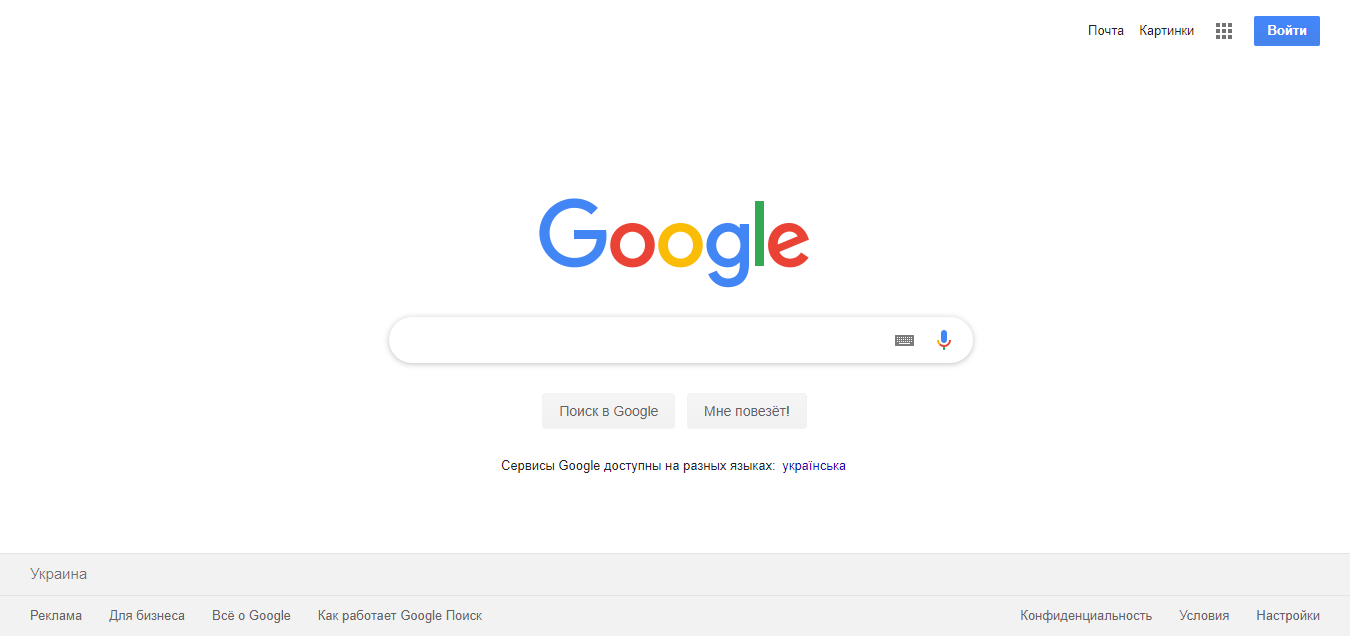 Почта Картинки Войти
Google
Поиск в Google Мне повезёт!
Сервисы Google доступны на разных языках: українська
Украина
Реклама Для бизнеса Всё о Google Как работает Google Поиск Конфиденциальность Условия Настройки